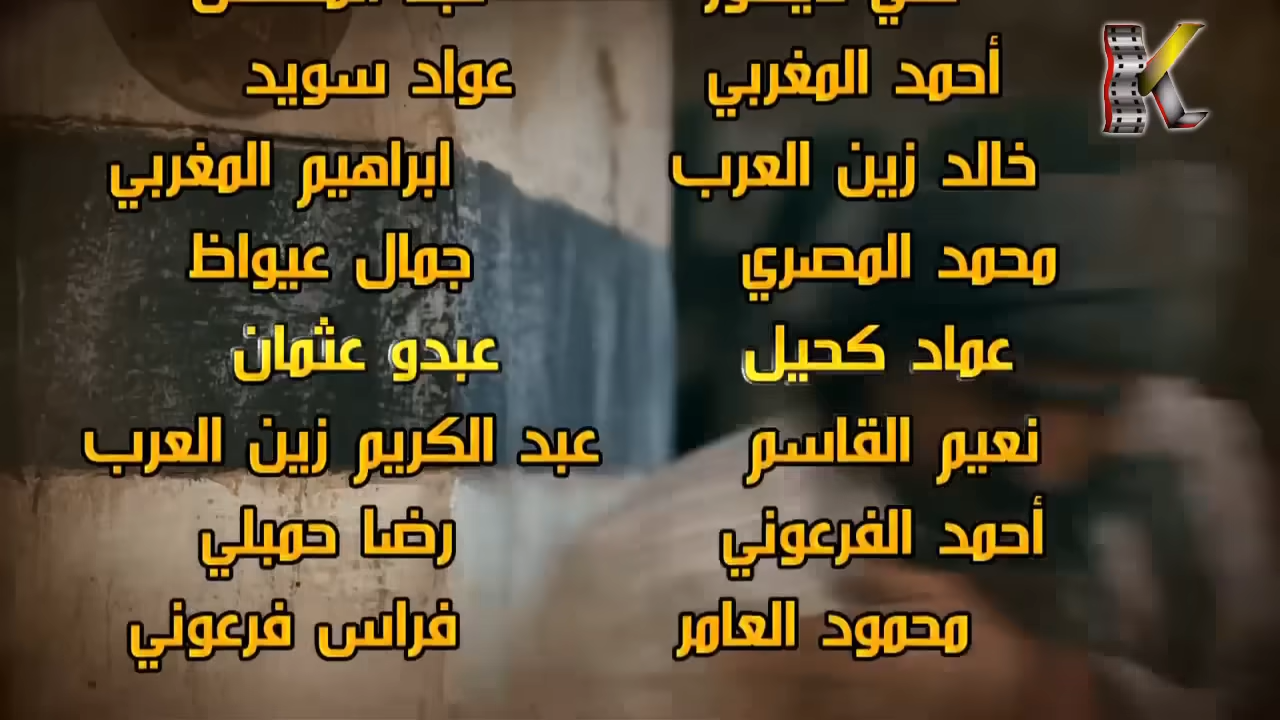 أحمد المغربي عواد سويد
خالد زين العرب ابراهيم المغربي
محمد المصري جمال عيواظ
عماد كحيل عبدو عثمان
نعيم القاسم عبد الكريم زين العرب
أحمد الفرعوني رضا حمبلي
محمود العامر فراس فرعوني
K